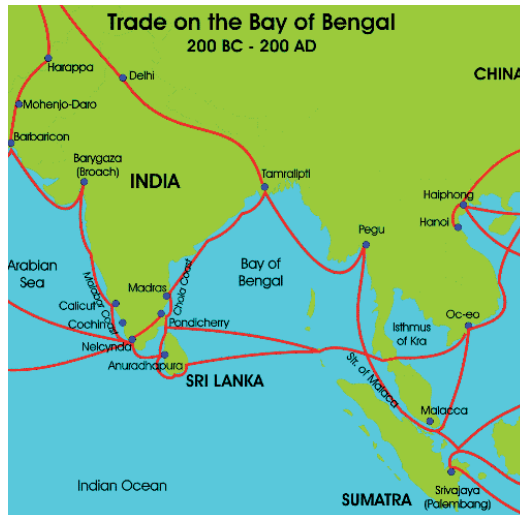 Trade on the Bay of Bengal
200 BC - 200 AD
Harappa
Delhi
CHINA
Mohenjo-Daro
Barbaricon
Barygaza
(Broach)
INDIA
Tamralipti
Haiphong
Hanoi
Pegu
Arabian
Sea
Bay of
Bengal
Malabar Coast
Chola Coast
Madras
Calicut
Cochin
Pondicherry
Nelcynda
Anuradhapura
SRI LANKA
Isthmus
of Kra
Oc-eo
Str. of Malaca
Malacca
Indian Ocean
SUMATRA
Srivajaya
(Palembang)